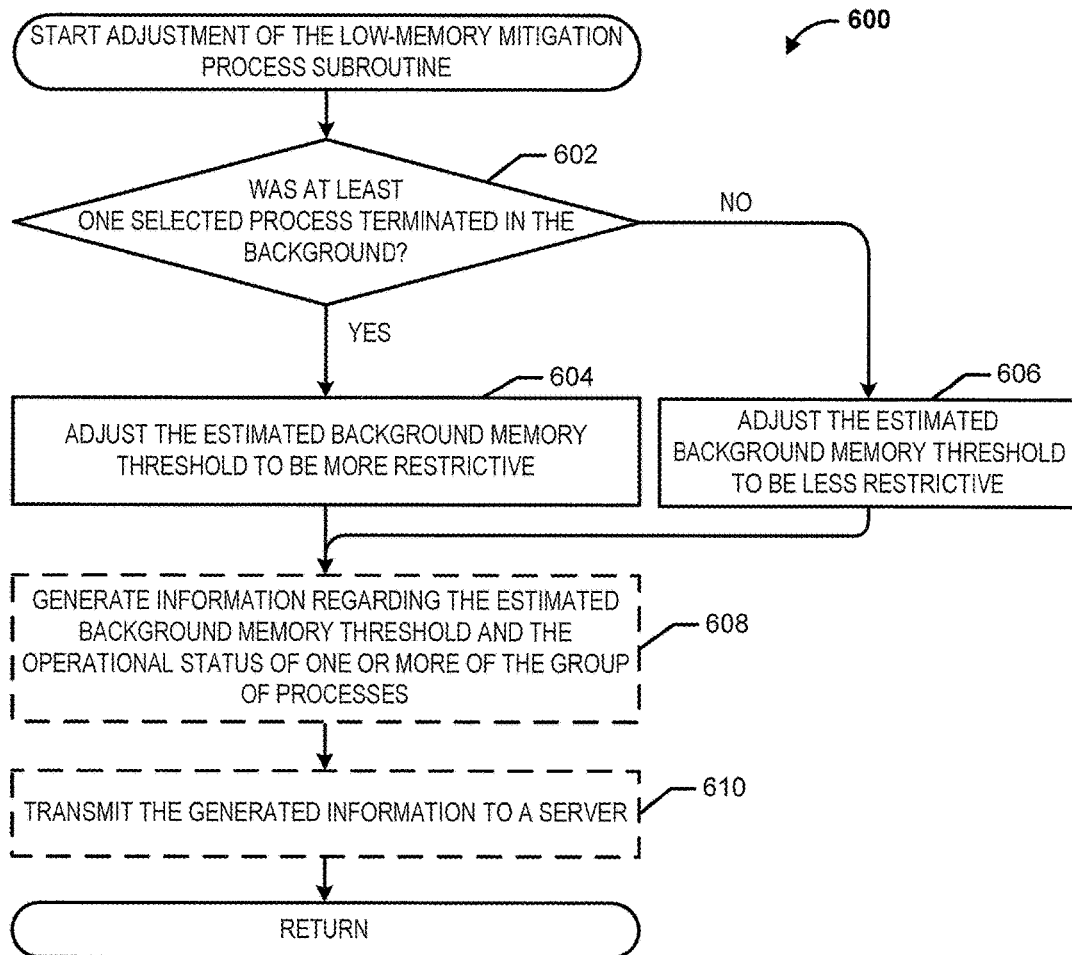 600
START ADJUSTMENT OF THE LOW-MEMORY MITIGATION
PROCESS SUBROUTINE
602
WAS AT LEAST
ONE SELECTED PROCESS TERMINATED IN THE
BACKGROUND?
NO
YES
604
ADJUST THE ESTIMATED BACKGROUND MEMORY
THRESHOLD TO BE MORE RESTRICTIVE
606
ADJUST THE ESTIMATED
BACKGROUND MEMORY THRESHOLD
TO BE LESS RESTRICTIVE
GENERATE INFORMATION REGARDING THE ESTIMATED
BACKGROUND MEMORY THRESHOLD AND THE
OPERATIONAL STATUS OF ONE OR MORE OF THE GROUP
OF PROCESSES
608
TRANSMIT THE GENERATED INFORMATION TO A SERVER
610
RETURN